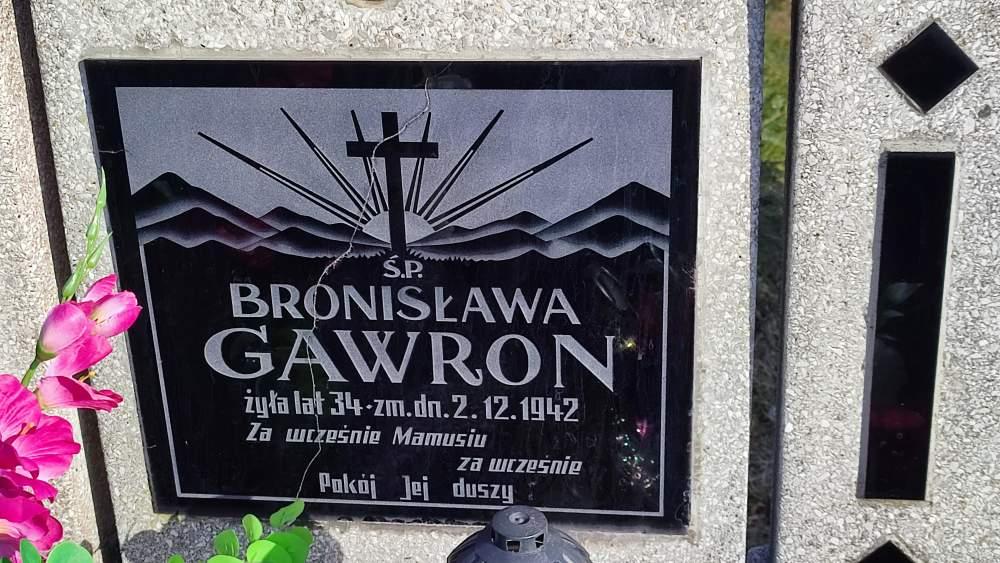 Ś.P.
BRONISŁAWA
GAWRON
żyła lat 34 • zm. dn. 2.12.1942
Za wcześnie Mamusiu
za wcześnie
Pokój Jej duszy